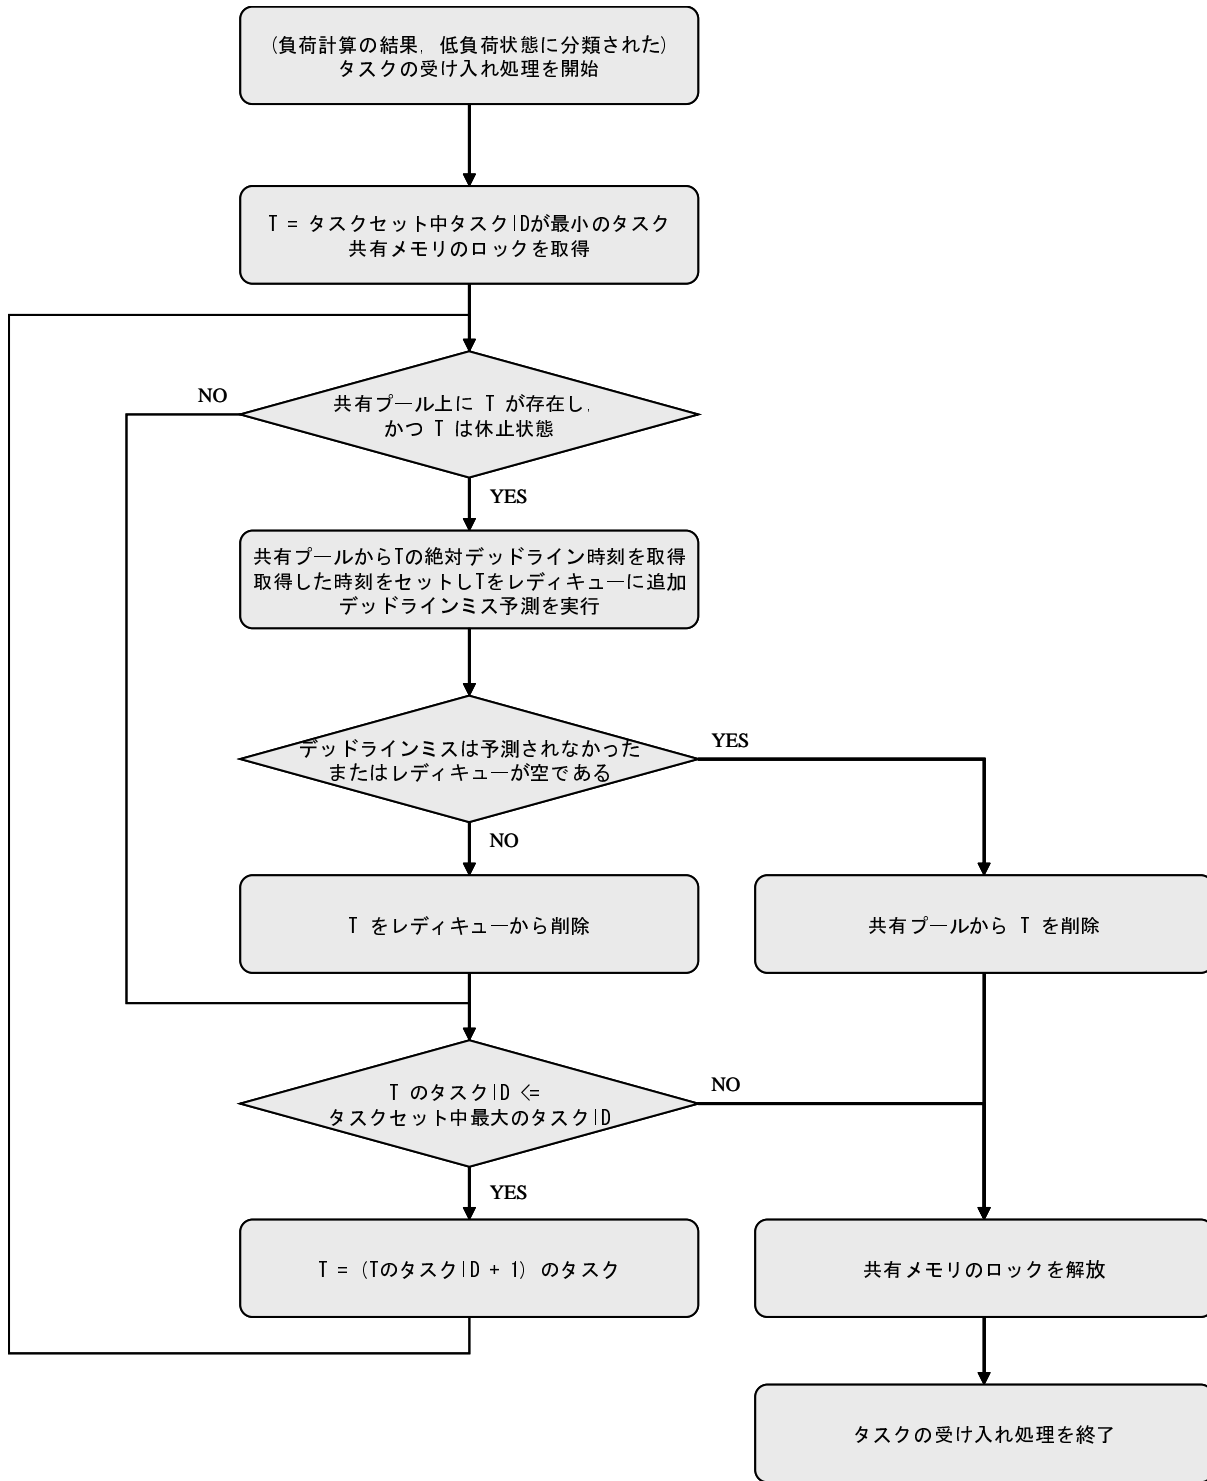 (負荷計算の結果，低負荷状態に分類された)
タスクの受け入れ処理を開始
T = タスクセット中タスクIDが最小のタスク
共有メモリのロックを取得
NO
共有プール上に T が存在し，
かつ T は休止状態
YES
共有プールからTの絶対デッドライン時刻を取得
取得した時刻をセットしTをレディキューに追加
デッドラインミス予測を実行
デッドラインミスは予測されなかった
またはレディキューが空である
YES
NO
T をレディキューから削除
共有プールから T を削除
T のタスクID <=
タスクセット中最大のタスクID
NO
YES
T = (TのタスクID + 1) のタスク
共有メモリのロックを解放
タスクの受け入れ処理を終了